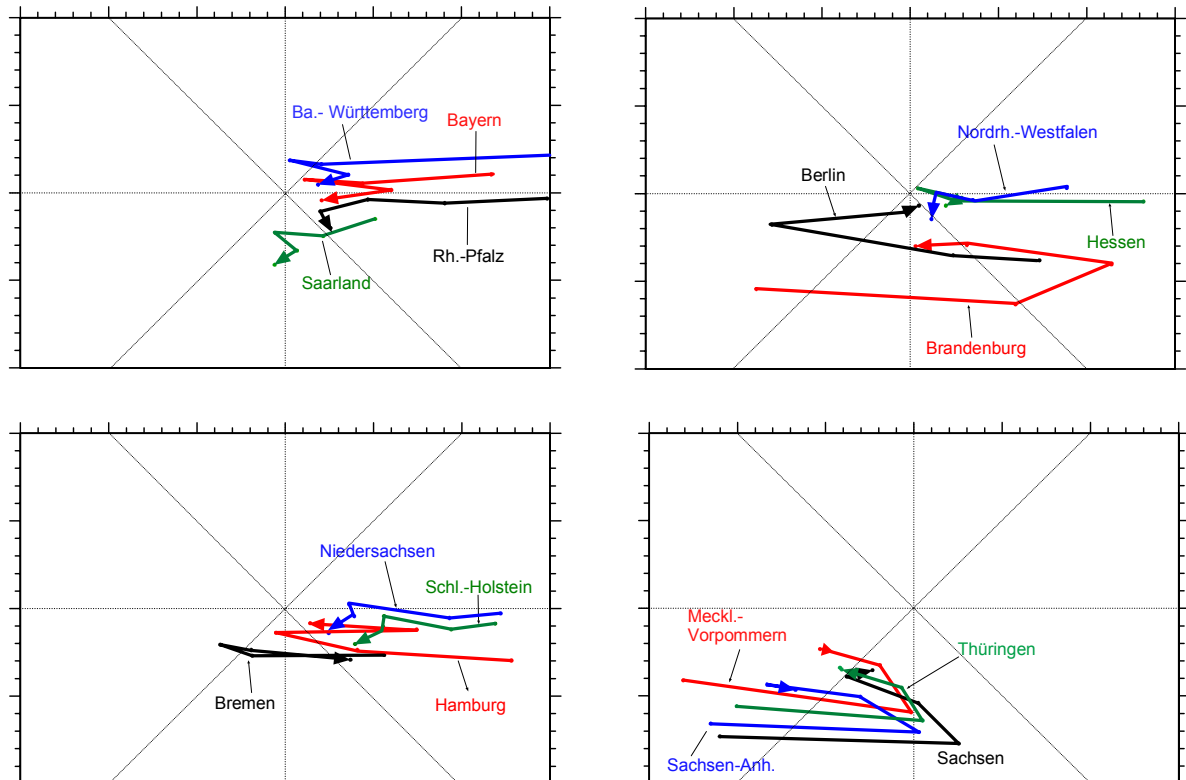 Ba.- Württemberg
Bayern
Rh.-Pfalz
Saarland
Nordrh.-Westfalen
Berlin
Hessen
Brandenburg
Niedersachsen
Schl.-Holstein
Bremen
Hamburg
Meckl.-
Vorpommern
Thüringen
Sachsen
Sachsen-Anh.